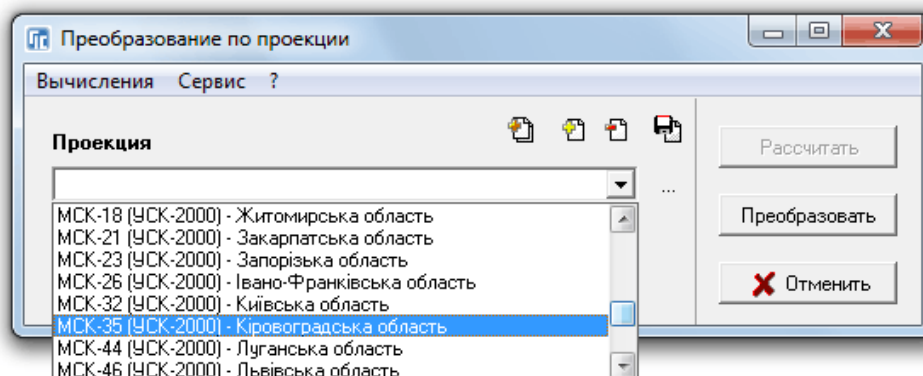 Преобразование по проекции
Вычисления Сервис ?
Проекция
Рассчитать
...
МСК-18 (УСК-2000) - Житомирська область
Преобразовать
МСК-21 (УСК-2000) - Закарпатська область
МСК-23 (УСК-2000) - Запорізька область
МСК-26 (УСК-2000) - Івано-Франківська область
Отменить
МСК-32 (УСК-2000) - Київська область
МСК-35 (УСК-2000) - Кіровоградська область
МСК-44 (УСК-2000) - Луганська область
МСК-46 (УСК-2000) - Львівська область